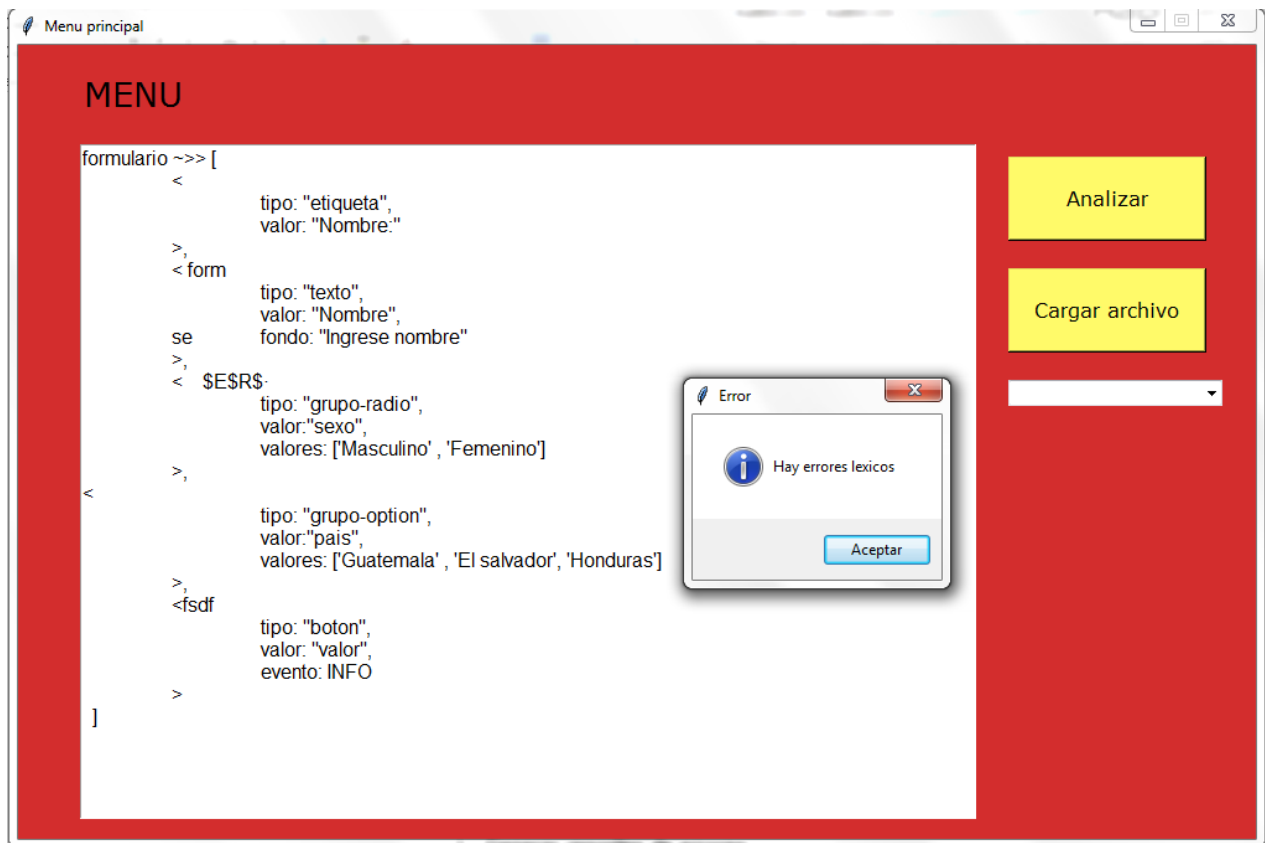 Menu principal
MENU
formulario ~>> [
<
tipo: "etiqueta",
valor: "Nombre:"
>,
< form
tipo: "texto",
valor: "Nombre",
se fondo: "Ingrese nombre"
>,
< $E$R$·
tipo: "grupo-radio",
valor:"sexo",
valores: ['Masculino' , 'Femenino']
>,
<
tipo: "grupo-option",
valor:"pais",
valores: ['Guatemala' , 'El salvador', 'Honduras']
>,
<fsdf
tipo: "boton",
valor: "valor",
evento: INFO
>
]
Analizar
Cargar archivo
Error
Hay errores lexicos
Aceptar